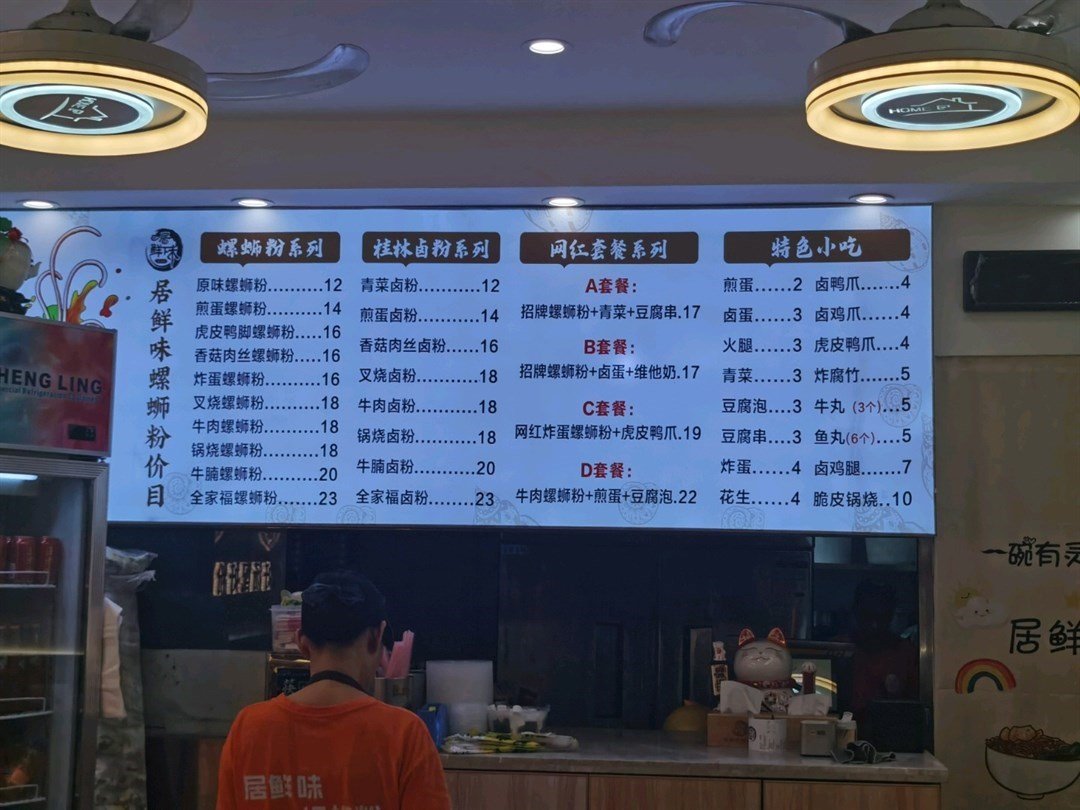 HOME &
居鲜味
居鲜味螺蛳粉价目
螺蛳粉系列
原味螺蛳粉..........12
煎蛋螺蛳粉..........14
虎皮鸭脚螺蛳粉...16
香菇肉丝螺蛳粉...16
炸蛋螺蛳粉..........16
叉烧螺蛳粉..........18
牛肉螺蛳粉..........18
锅烧螺蛳粉..........18
牛腩螺蛳粉..........20
全家福螺蛳粉.......23
桂林卤粉系列
青菜卤粉..........12
煎蛋卤粉..........14
香菇肉丝卤粉....16
叉烧卤粉..........18
牛肉卤粉..........18
锅烧卤粉..........18
牛腩卤粉..........20
全家福卤粉.......23
网红套餐系列
A套餐:
招牌螺蛳粉+青菜+豆腐串.17
B套餐:
招牌螺蛳粉+卤蛋+维他奶.17
C套餐:
网红炸蛋螺蛳粉+虎皮鸭爪.19
D套餐:
牛肉螺蛳粉+煎蛋+豆腐泡.22
特色小吃
煎蛋......2
卤蛋......3
火腿......3
青菜......3
豆腐泡....3
豆腐串....3
炸蛋......4
花生......4
卤鸭爪.......4
卤鸡爪.......4
虎皮鸭爪....4
炸腐竹.......5
牛丸(3个)...5
鱼丸(6个)....5
卤鸡腿.......7
脆皮锅烧..10
HENG LING
一碗有灵
居鲜
居鲜味